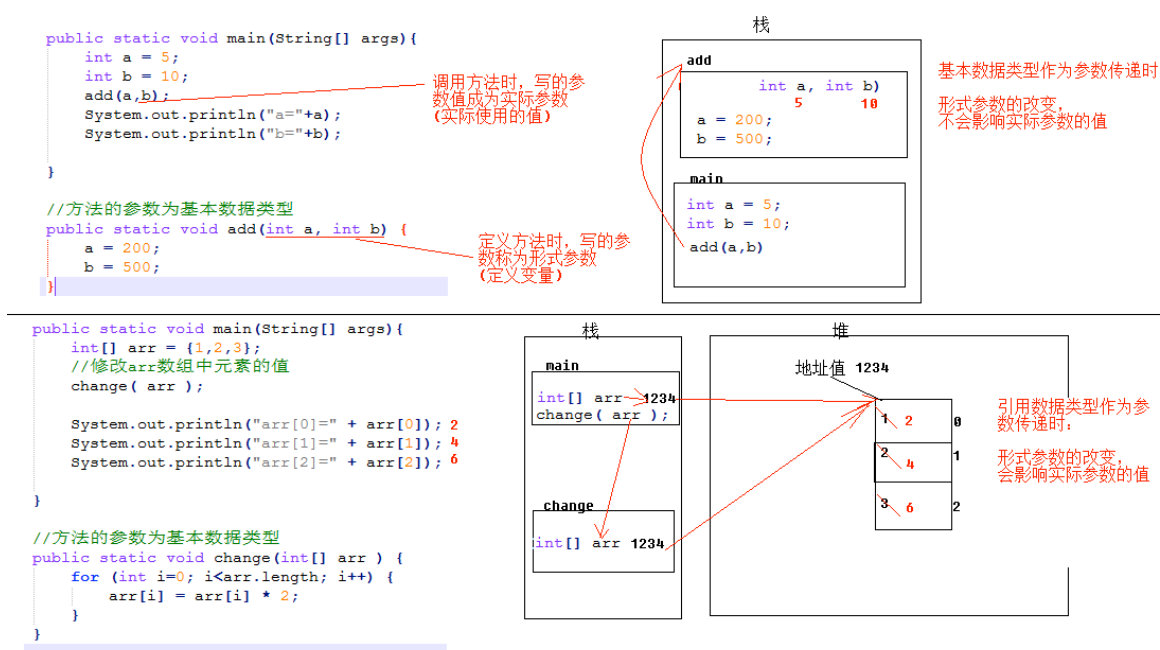 public static void main(String[] args){
int a = 5;
int b = 10;
add(a,b);
System.out.println("a="+a);
System.out.println("b="+b);
}
//方法的参数为基本数据类型
public static void add(int a, int b) {
a = 200;
b = 500;
}
调用方法时，写的参
数值成为实际参数
(实际使用的值)
定义方法时，写的参
数称为形式参数
(定义变量)
栈
add
int a, int b)
5 10
a = 200;
b = 500;
main
int a = 5;
int b = 10;
add(a,b)
基本数据类型作为参数传递时
形式参数的改变，
不会影响实际参数的值
public static void main(String[] args){
int[] arr = {1,2,3};
//修改arr数组中元素的值
change( arr );
System.out.println("arr[0]=" + arr[0]); 2
System.out.println("arr[1]=" + arr[1]); 4
System.out.println("arr[2]=" + arr[2]); 6
}
//方法的参数为基本数据类型
public static void change(int[] arr ) {
for (int i=0; i<arr.length; i++) {
arr[i] = arr[i] * 2;
}
}
栈
main
int[] arr 1234
change( arr );
change
int[] arr 1234
堆
地址值 1234
1 2 0
2 4 1
3 6 2
引用数据类型作为参
数传递时：
形式参数的改变，
会影响实际参数的值